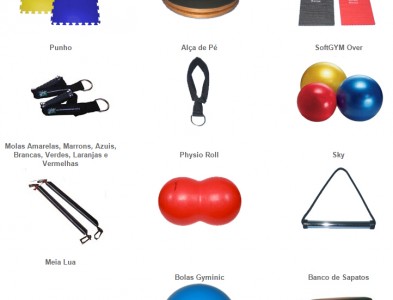 Punho
Alça de Pé
SoftGYM Over
Molas Amarelas, Marrons, Azuis,
Brancas, Verdes, Laranjas e
Vermelhas
Physio Roll
Sky
Meia Lua
Bolas Gyminic
Banco de Sapatos